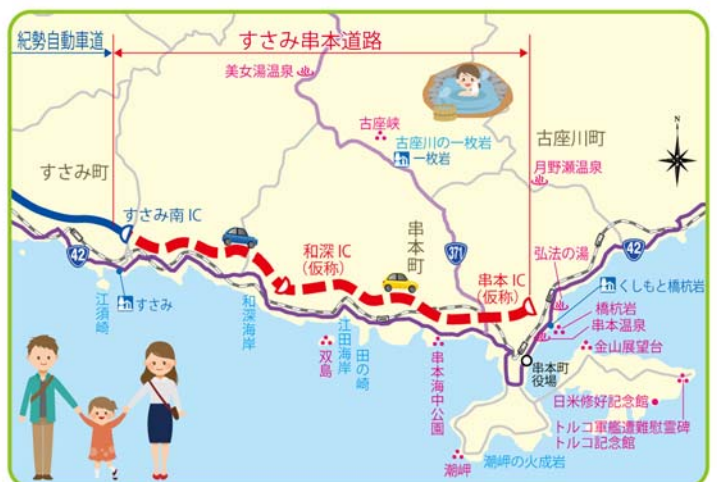 紀勢自動車道
すさみ串本道路
美女湯温泉
古座峡
古座川の一枚岩
一枚岩
古座川町
月野瀬温泉
N
すさみ町
すさみ南 IC
42
和深 IC
(仮称)
串本町
371
串本 IC
(仮称)
弘法の湯
42
くしもと橋杭岩
橋杭岩
串本温泉
金山展望台
江須崎
すさみ
和深海岸
双島
江田海岸
田の崎
串本海中公園
串本町
役場
日米修好記念館
トルコ軍艦遭難慰霊碑
トルコ記念館
潮岬
潮岬の火成岩